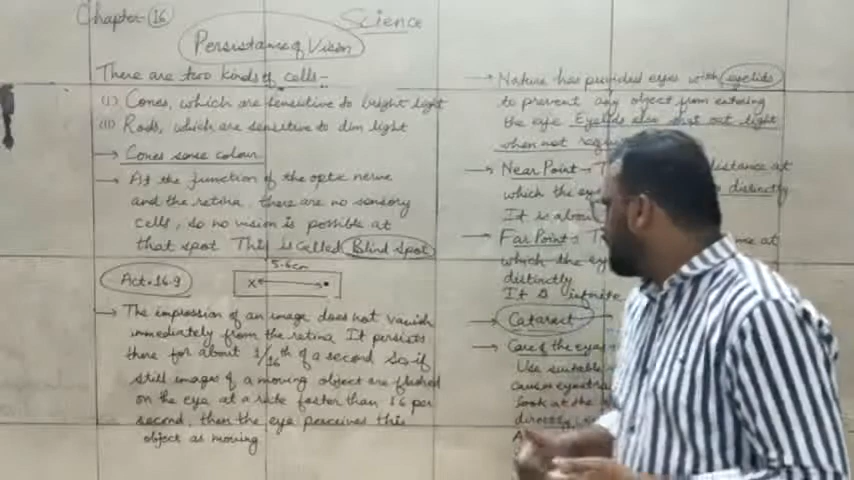 Chapter-16
Science
Persistance of Vision
There are two kinds of cells:-
(i) Cones, which are sensitive to bright light
(ii) Rods, which are sensitive to dim light
→ Cones sense colour
→ At the junction of the optic nerve
and the retina, there are no sensory
cells, so no vision is possible at
that spot This is called Blind spot
Act-16.9
5-6cm
X
→ The impression of an image does not vanish
immediately from the retina It persists
there for about 1/16 th of a second so if
still images of a moving object are flashed
on the eye at a rate faster than 16 per
second, then the eye perceives this
object as moving
→ Nature has provided eyes with eyelids
to prevent any object from entering
the eye Eyelids also shut out light
when not
→ Near Point:- distance at
which the distinctly
It is about
→ Far Point:- at
which the
distinctly
It is infinite
→ Cataract
→ Care of the eyes
Use suitable
causes
look at the
directly